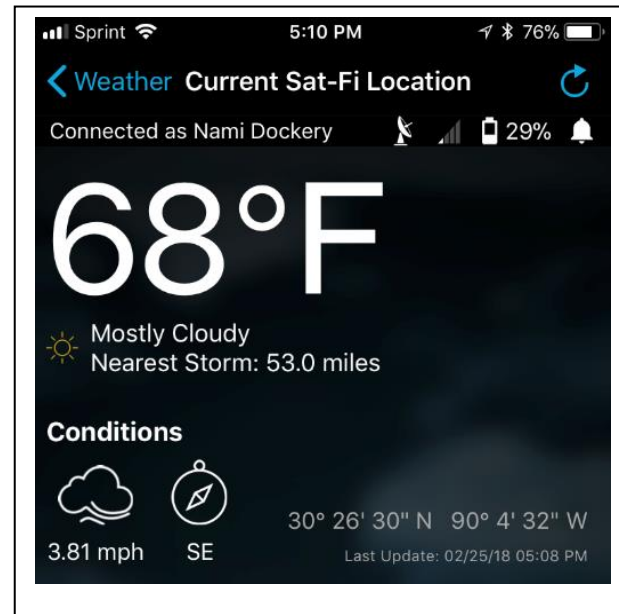 Sprint 5:10 PM 76%
Weather Current Sat-Fi Location
Connected as Nami Dockery 29%
68°F
Mostly Cloudy
Nearest Storm: 53.0 miles
Conditions
30° 26' 30" N 90° 4' 32" W
3.81 mph SE Last Update: 02/25/18 05:08 PM